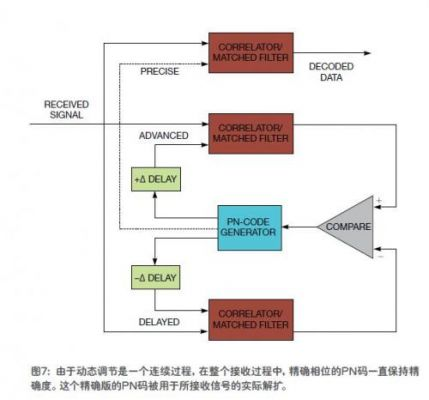 CORRELATOR/
MATCHED FILTER
PRECISE
DECODED
DATA
RECEIVED
SIGNAL
ADVANCED
CORRELATOR/
MATCHED FILTER
+Δ DELAY
PN-CODE
GENERATOR
COMPARE
+
−
−Δ DELAY
DELAYED
CORRELATOR/
MATCHED FILTER
图7: 由于动态调节是一个连续过程, 在整个接收过程中, 精确相位的PN码一直保持精
确度。这个精确版的PN码被用于所接收信号的实际解扩。